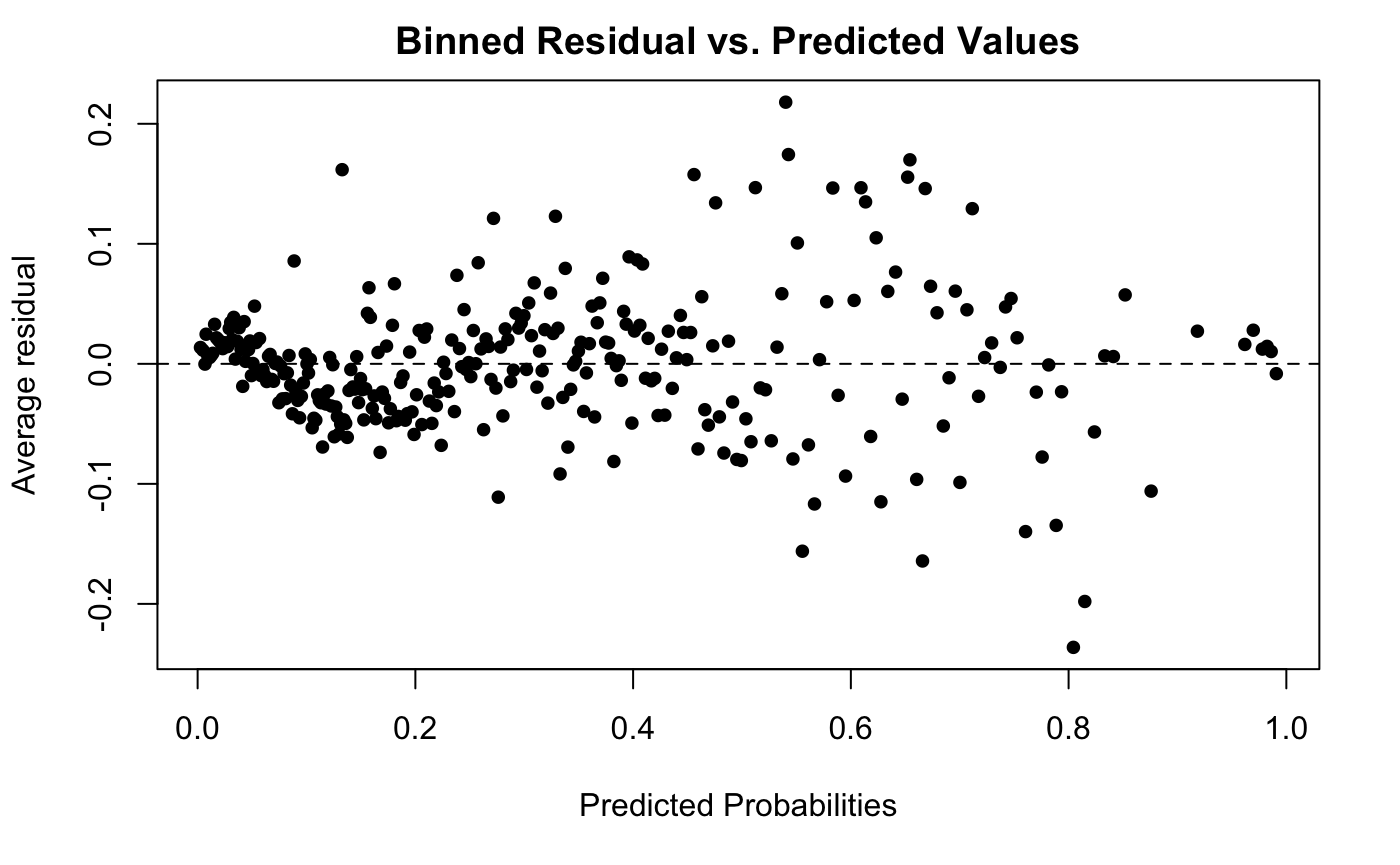 Binned Residual vs. Predicted Values
Average residual
0.2
0.1
0.0
-0.1
-0.2
0.0 0.2 0.4 0.6 0.8 1.0
Predicted Probabilities